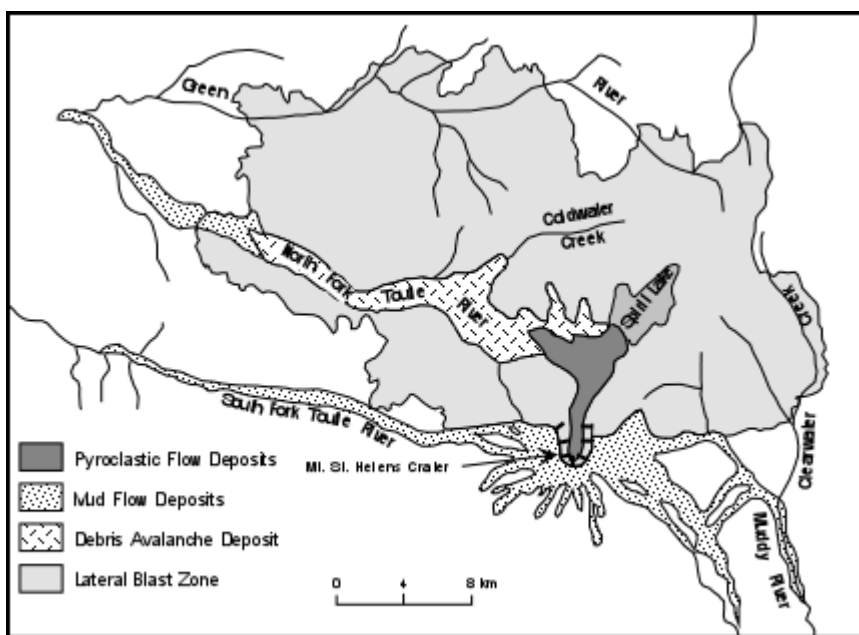 Green
River
Coldwater
Creek
North Fork
Toutle
River
Spirit Lake
Creek
Clearwater
South Fork Toutle River
Mt. St. Helens Crater
Muddy
River
Pyroclastic Flow Deposits
Mud Flow Deposits
Debris Avalanche Deposit
Lateral Blast Zone
0 4 8 km